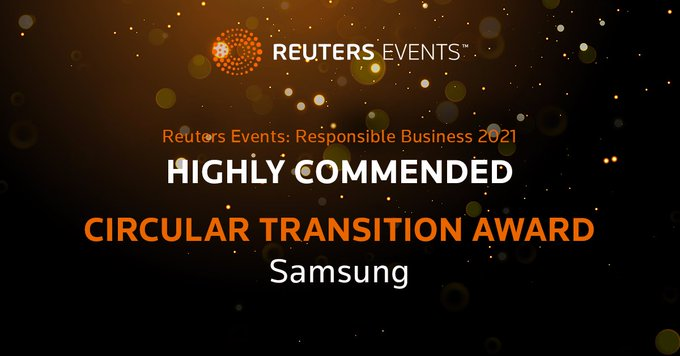 REUTERS EVENTS™
Reuters Events: Responsible Business 2021
HIGHLY COMMENDED
CIRCULAR TRANSITION AWARD
Samsung